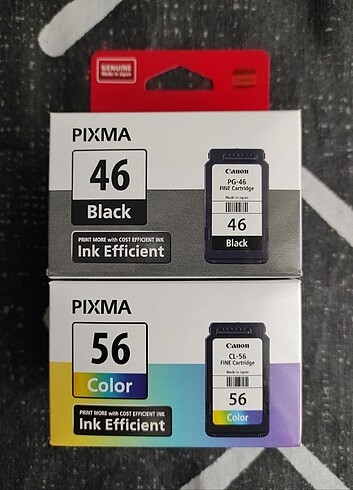 GENUINE
Made in Japan
PIXMA
46
Black
PRINT MORE with COST EFFICIENT INK
Ink Efficient
Canon
PG-46
FINE Cartridge
Made in Japan
46
Black
PIXMA
56
Color
PRINT MORE with COST EFFICIENT INK
Ink Efficient
Canon
CL-56
FINE Cartridge
Made in Japan
56
Color